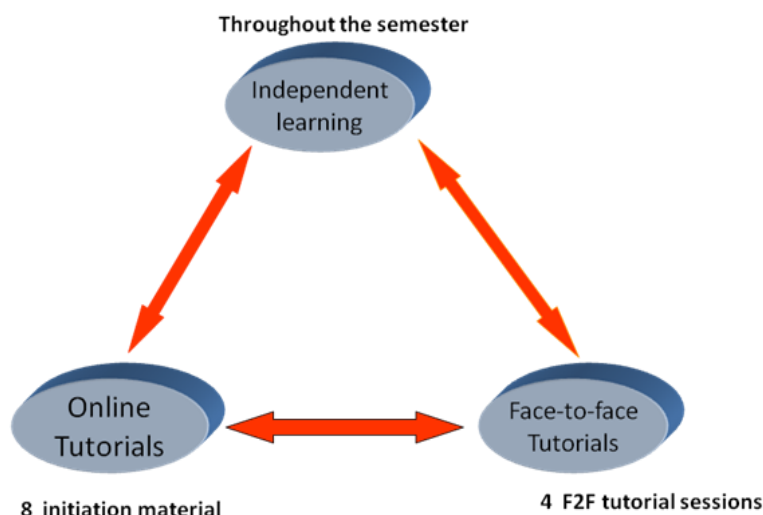 Throughout the semester
Independent
learning
Online
Tutorials
Face-to-face
Tutorials
8 initiation material
4 F2F tutorial sessions